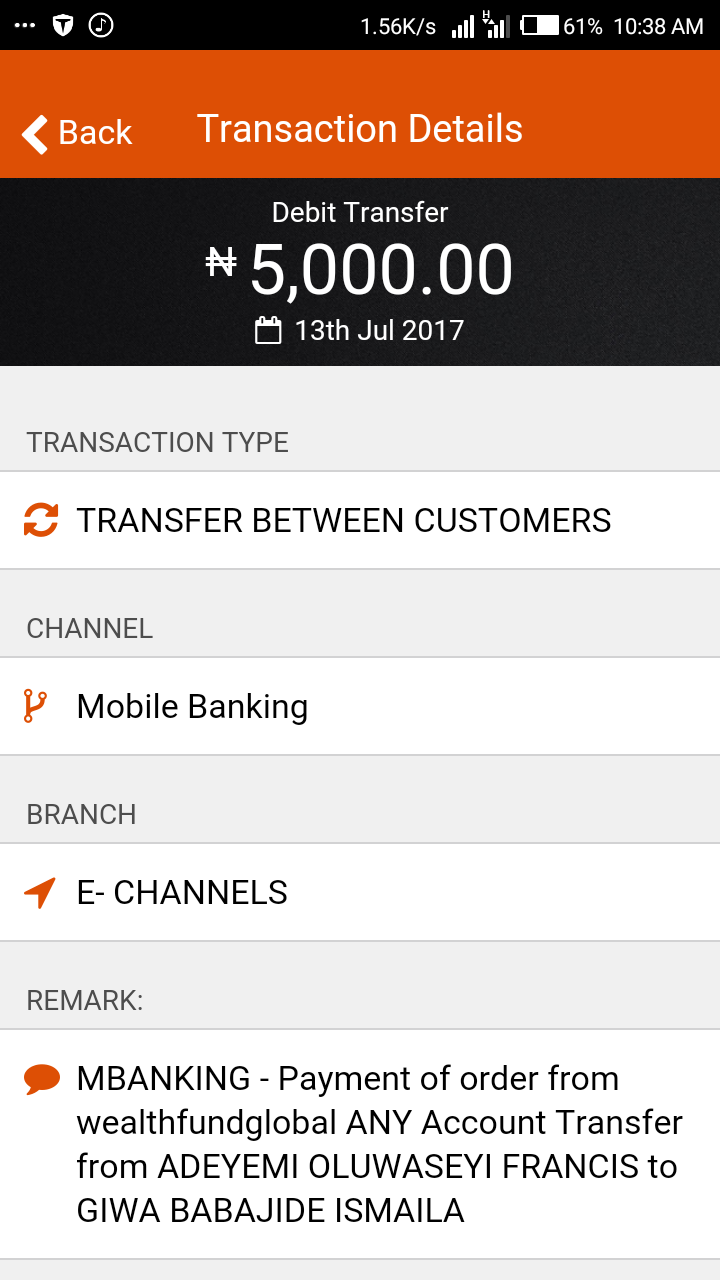 1.56K/s H 61% 10:38 AM
Back Transaction Details
Debit Transfer
₦ 5,000.00
13th Jul 2017
TRANSACTION TYPE
TRANSFER BETWEEN CUSTOMERS
CHANNEL
Mobile Banking
BRANCH
E- CHANNELS
REMARK:
MBANKING - Payment of order from
wealthfundglobal ANY Account Transfer
from ADEYEMI OLUWASEYI FRANCIS to
GIWA BABAJIDE ISMAILA